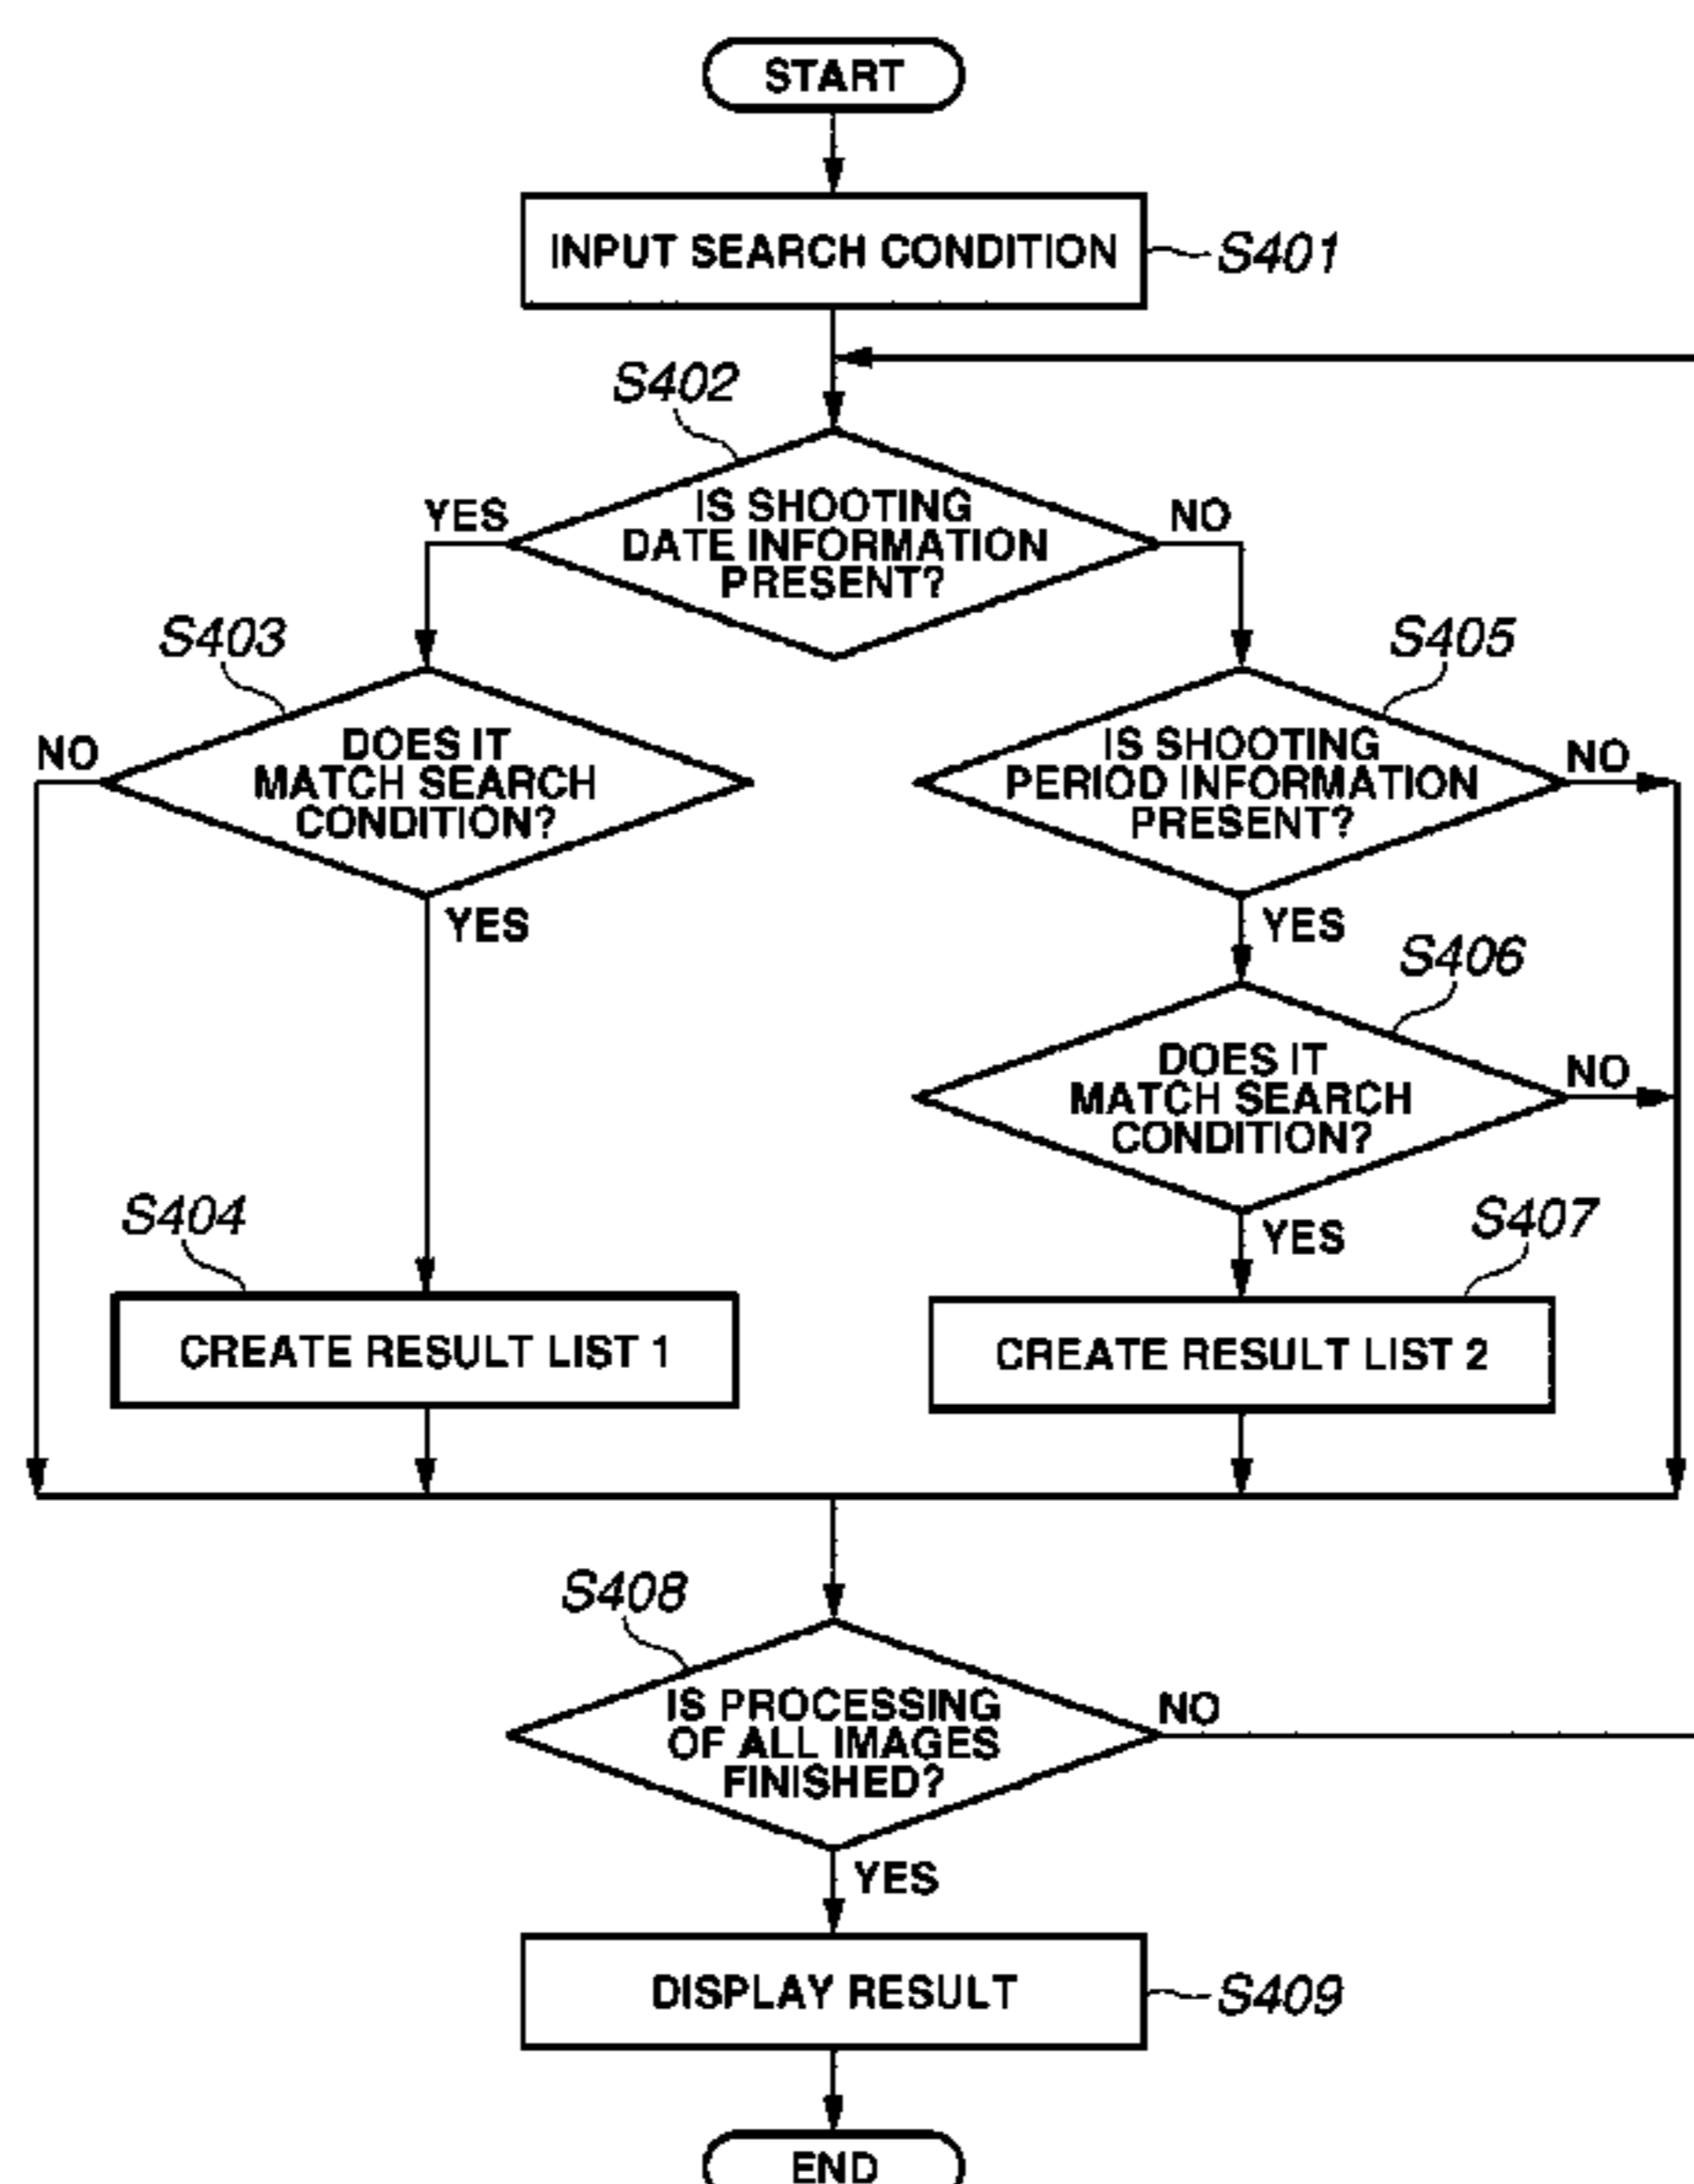 START
INPUT SEARCH CONDITION
S401
S402
YES
IS SHOOTING
DATE INFORMATION
PRESENT?
NO
S403
S405
NO
DOES IT
MATCH SEARCH
CONDITION?
YES
IS SHOOTING
PERIOD INFORMATION
PRESENT?
NO
YES
S406
DOES IT
MATCH SEARCH
CONDITION?
NO
YES
S404
S407
CREATE RESULT LIST 1
CREATE RESULT LIST 2
S408
IS PROCESSING
OF ALL IMAGES
FINISHED?
NO
YES
DISPLAY RESULT
S409
END